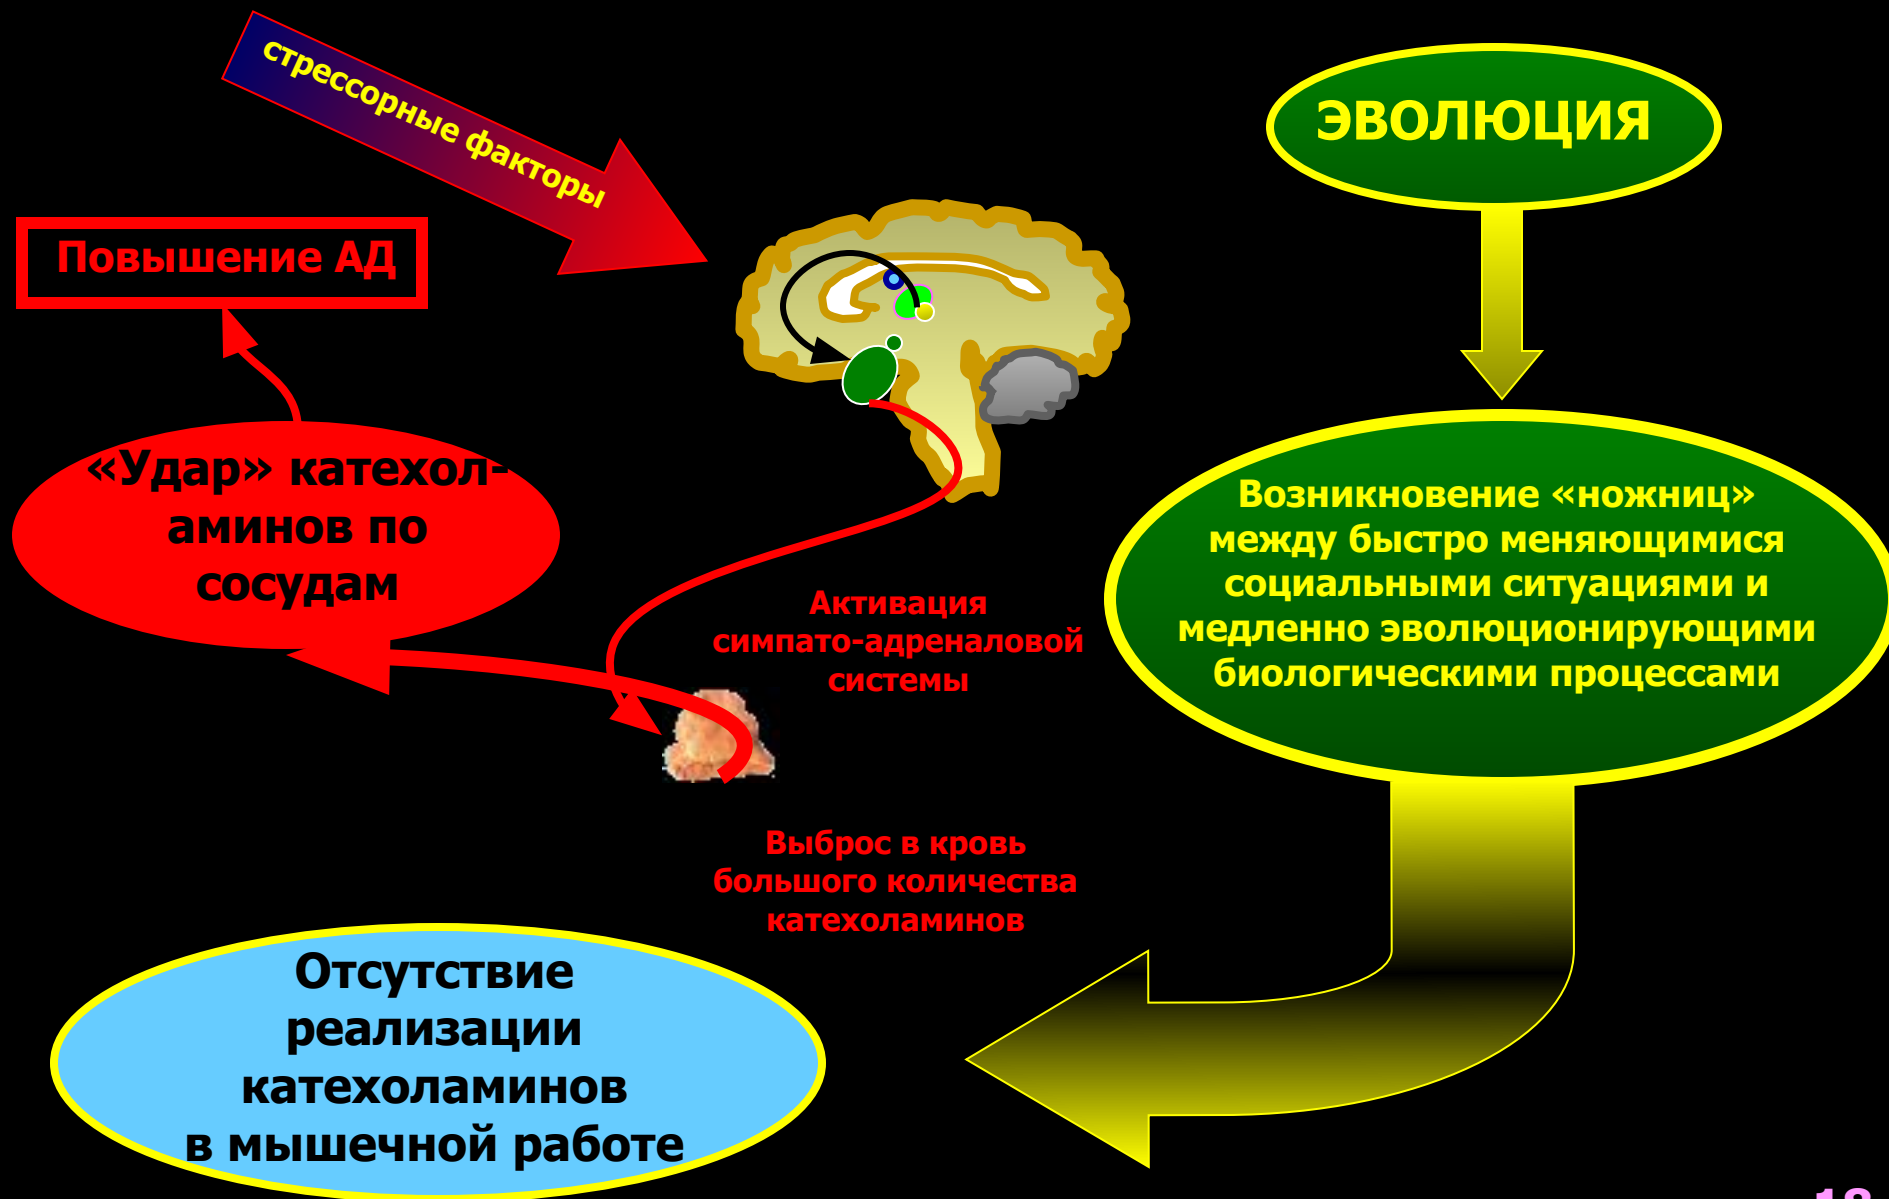 стрессорные факторы
ЭВОЛЮЦИЯ
Повышение АД
«Удар» катехол-
аминов по
сосудам
Возникновение «ножниц»
между быстро меняющимися
социальными ситуациями и
медленно эволюционирующими
биологическими процессами
Активация
симпато-адреналовой
системы
Выброс в кровь
большого количества
катехоламинов
Отсутствие
реализации
катехоламинов
в мышечной работе